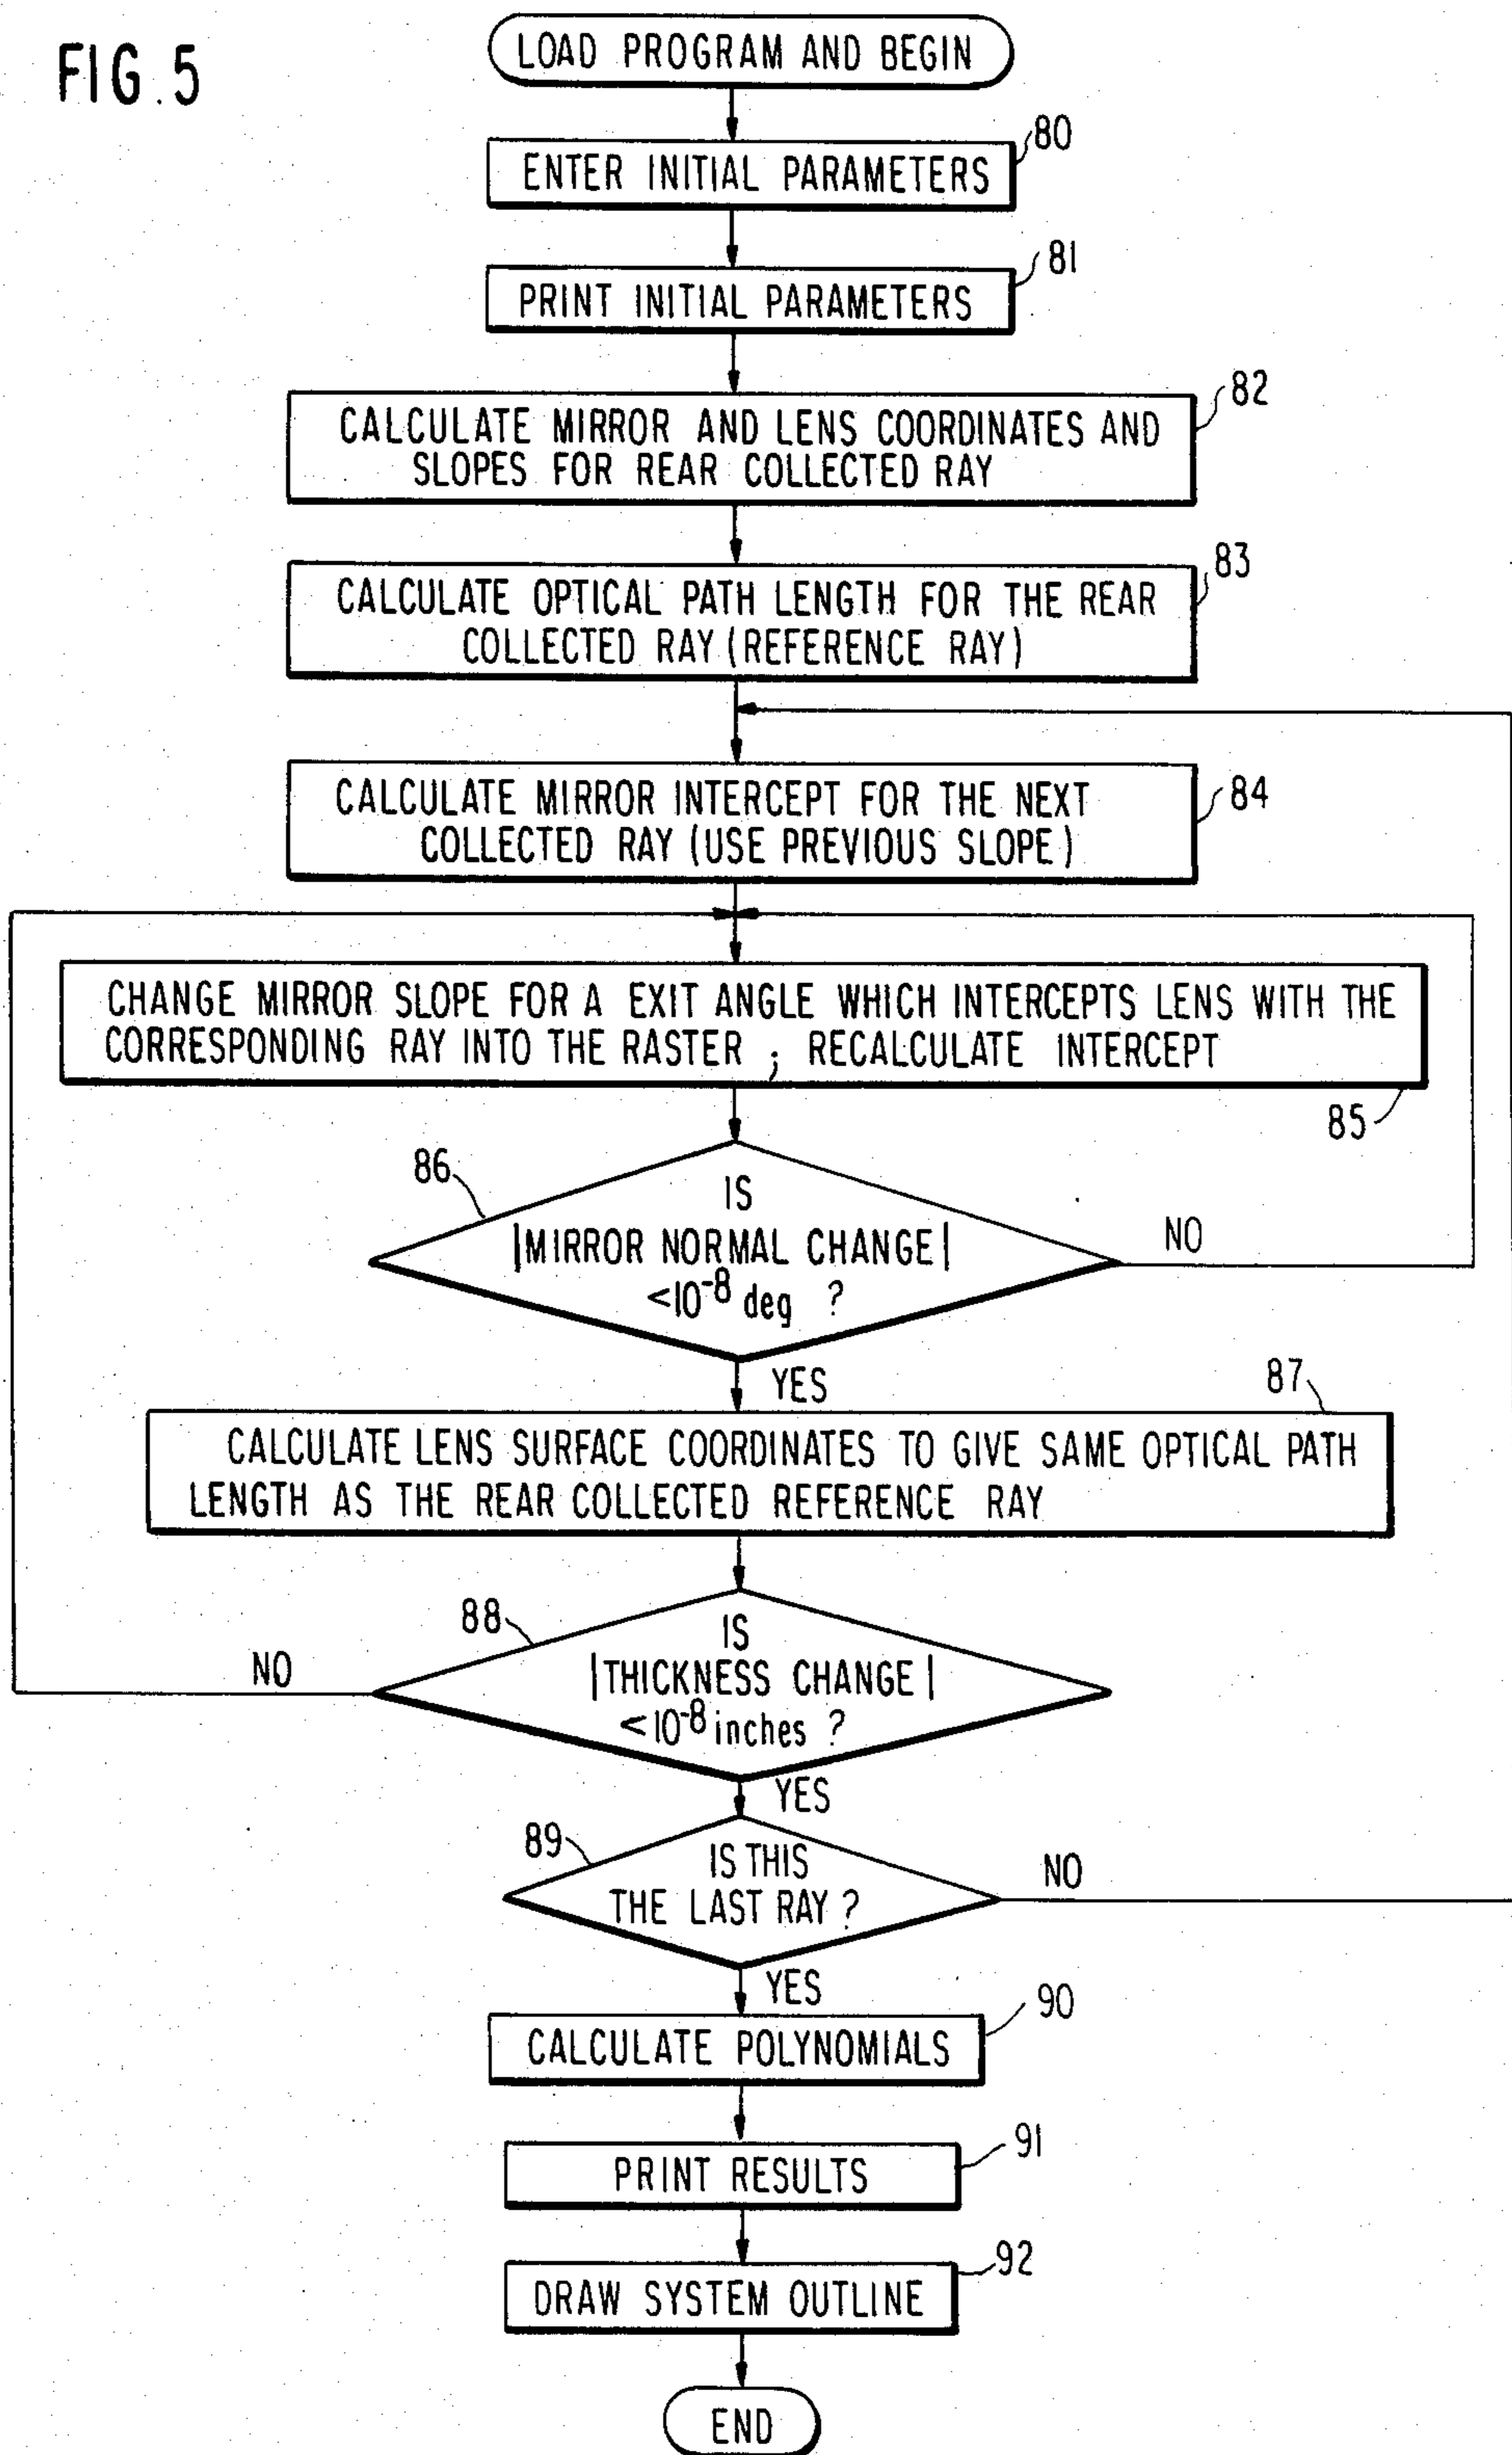 FIG. 5
LOAD PROGRAM AND BEGIN
80
ENTER INITIAL PARAMETERS
81
PRINT INITIAL PARAMETERS
82
CALCULATE MIRROR AND LENS COORDINATES AND
SLOPES FOR REAR COLLECTED RAY
83
CALCULATE OPTICAL PATH LENGTH FOR THE REAR
COLLECTED RAY (REFERENCE RAY)
84
CALCULATE MIRROR INTERCEPT FOR THE NEXT
COLLECTED RAY (USE PREVIOUS SLOPE)
CHANGE MIRROR SLOPE FOR A EXIT ANGLE WHICH INTERCEPTS LENS WITH THE
CORRESPONDING RAY INTO THE RASTER ; RECALCULATE INTERCEPT
85
86
IS
|MIRROR NORMAL CHANGE|
<10⁻⁸ deg ?
NO
YES
87
CALCULATE LENS SURFACE COORDINATES TO GIVE SAME OPTICAL PATH
LENGTH AS THE REAR COLLECTED REFERENCE RAY
88
IS
|THICKNESS CHANGE|
<10⁻⁸ inches ?
NO
YES
89
IS THIS
THE LAST RAY ?
NO
YES
90
CALCULATE POLYNOMIALS
91
PRINT RESULTS
92
DRAW SYSTEM OUTLINE
END